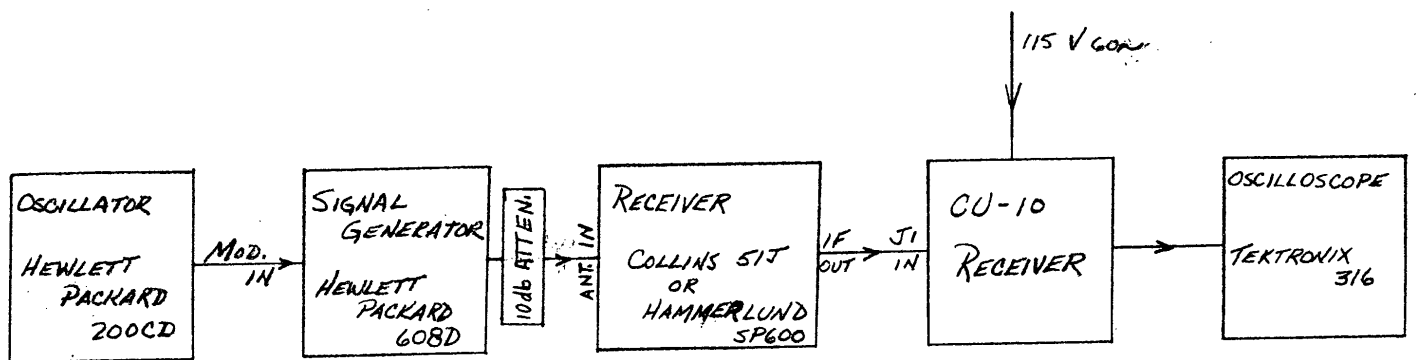 115 V 60~
OSCILLATOR
HEWLETT
PACKARD
200CD
MOD.
IN
SIGNAL
GENERATOR
HEWLETT
PACKARD
608D
10db ATTEN.
ANT. IN
RECEIVER
COLLINS 51J
OR
HAMMERLUND
SP600
IF
OUT
J1
IN
CU-10
RECEIVER
OSCILLOSCOPE
TEKTRONIX
316